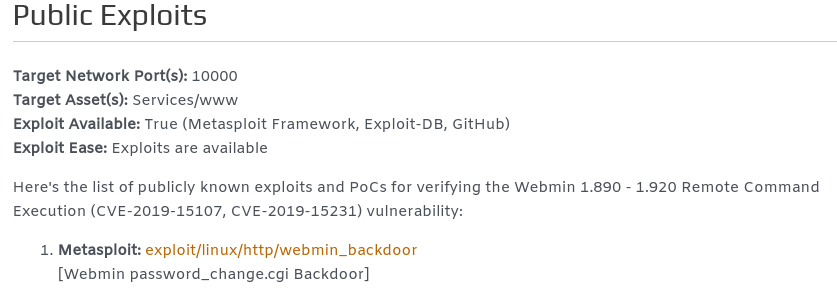 Public Exploits
Target Network Port(s): 10000
Target Asset(s): Services/www
Exploit Available: True (Metasploit Framework, Exploit-DB, GitHub)
Exploit Ease: Exploits are available
Here's the list of publicly known exploits and PoCs for verifying the Webmin 1.890 - 1.920 Remote Command
Execution (CVE-2019-15107, CVE-2019-15231) vulnerability:
1. Metasploit: exploit/linux/http/webmin_backdoor
[Webmin password_change.cgi Backdoor]